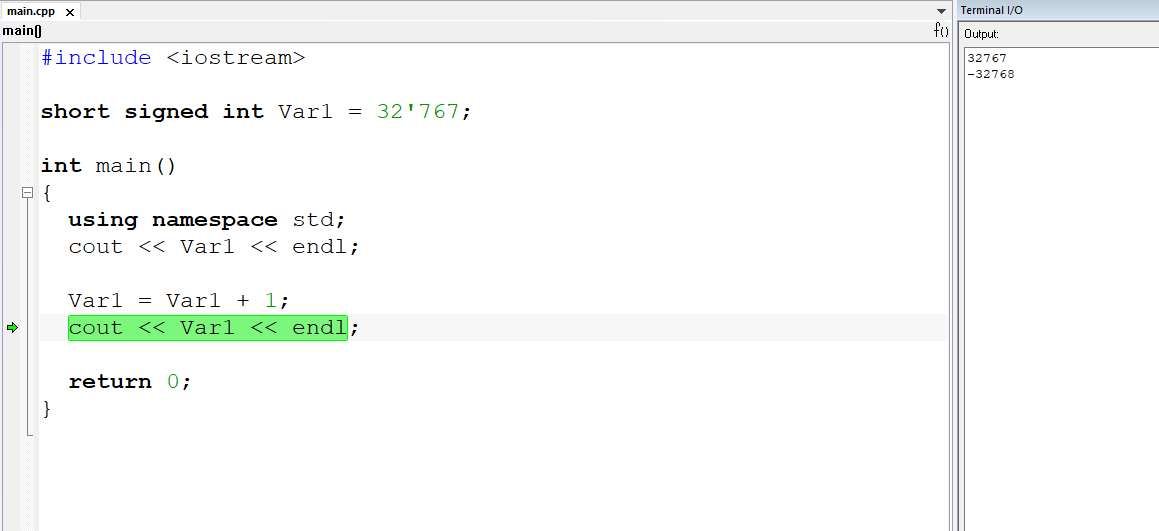 main.cpp x
main()
f()
#include <iostream>
short signed int Var1 = 32'767;
int main()
{
using namespace std;
cout << Var1 << endl;
Var1 = Var1 + 1;
cout << Var1 << endl;
return 0;
}
Terminal I/O
Output:
32767
-32768